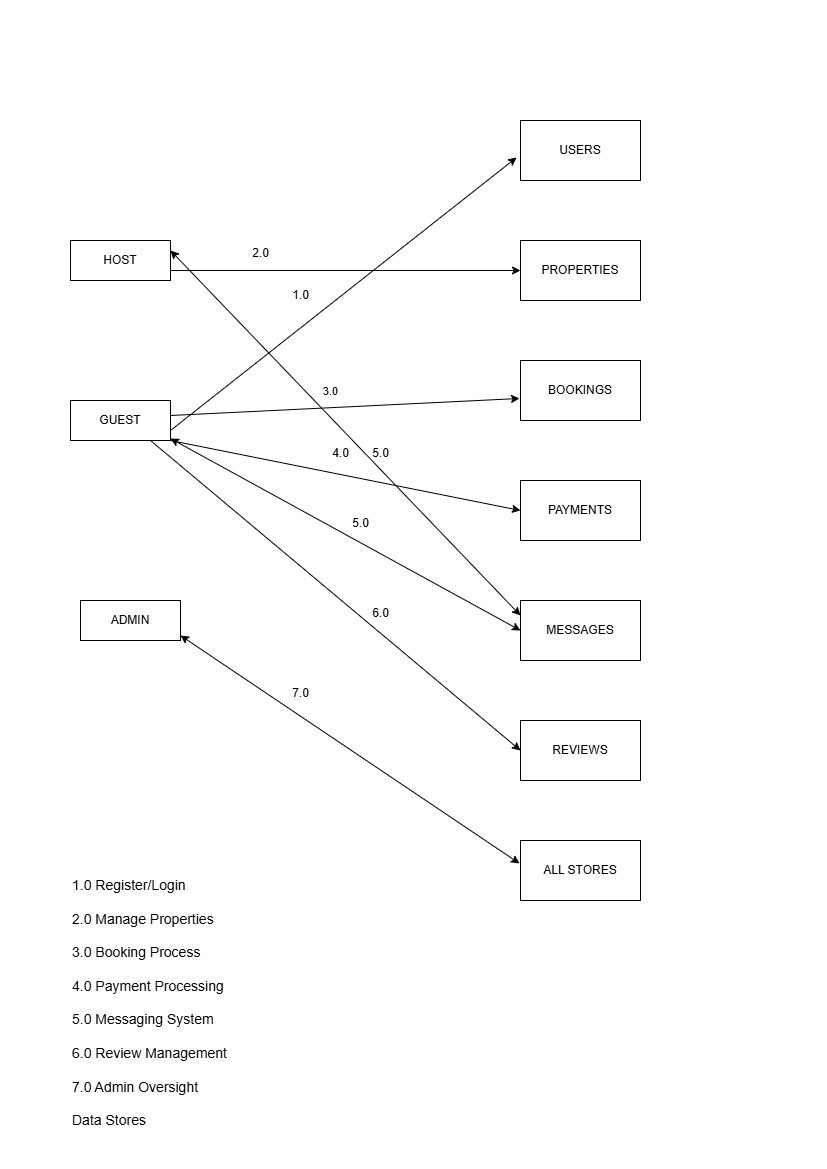 USERS
HOST
2.0
PROPERTIES
1.0
3.0
BOOKINGS
GUEST
4.0
5.0
5.0
PAYMENTS
6.0
ADMIN
MESSAGES
7.0
REVIEWS
ALL STORES
1.0 Register/Login
2.0 Manage Properties
3.0 Booking Process
4.0 Payment Processing
5.0 Messaging System
6.0 Review Management
7.0 Admin Oversight
Data Stores